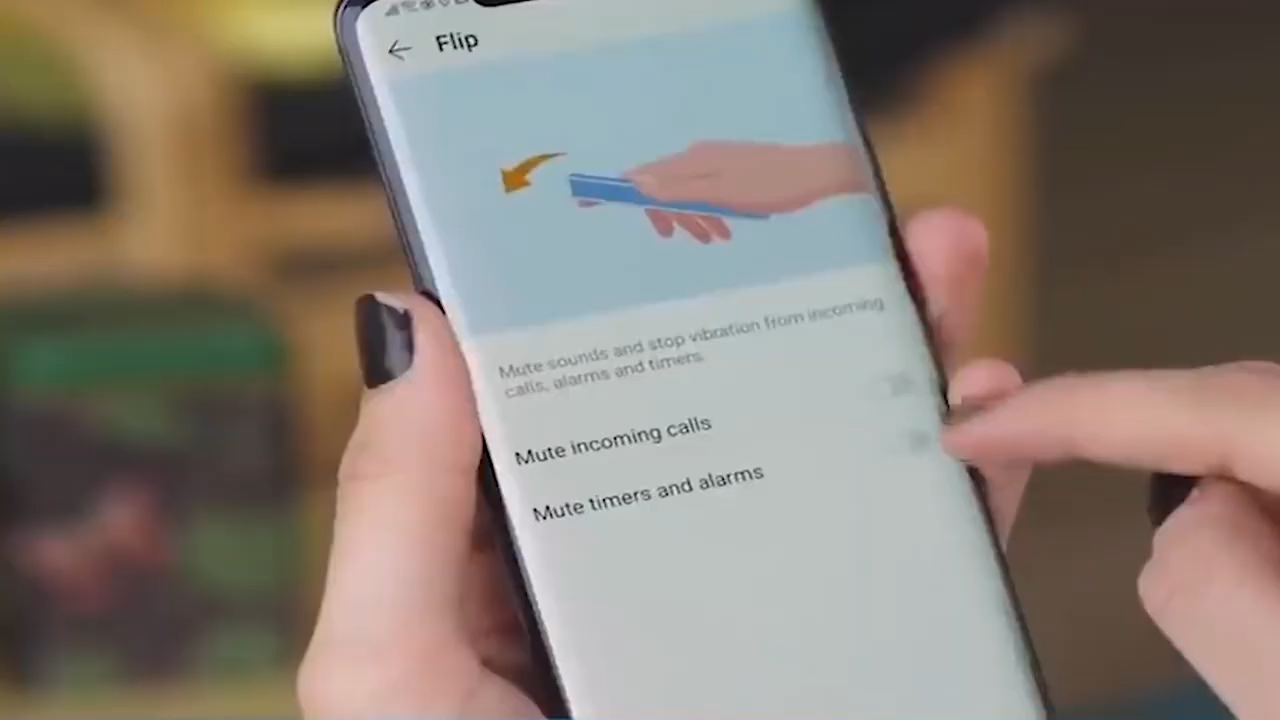 Flip
Mute sounds and stop vibration from incoming
calls, alarms and timers.
Mute incoming calls
Mute timers and alarms